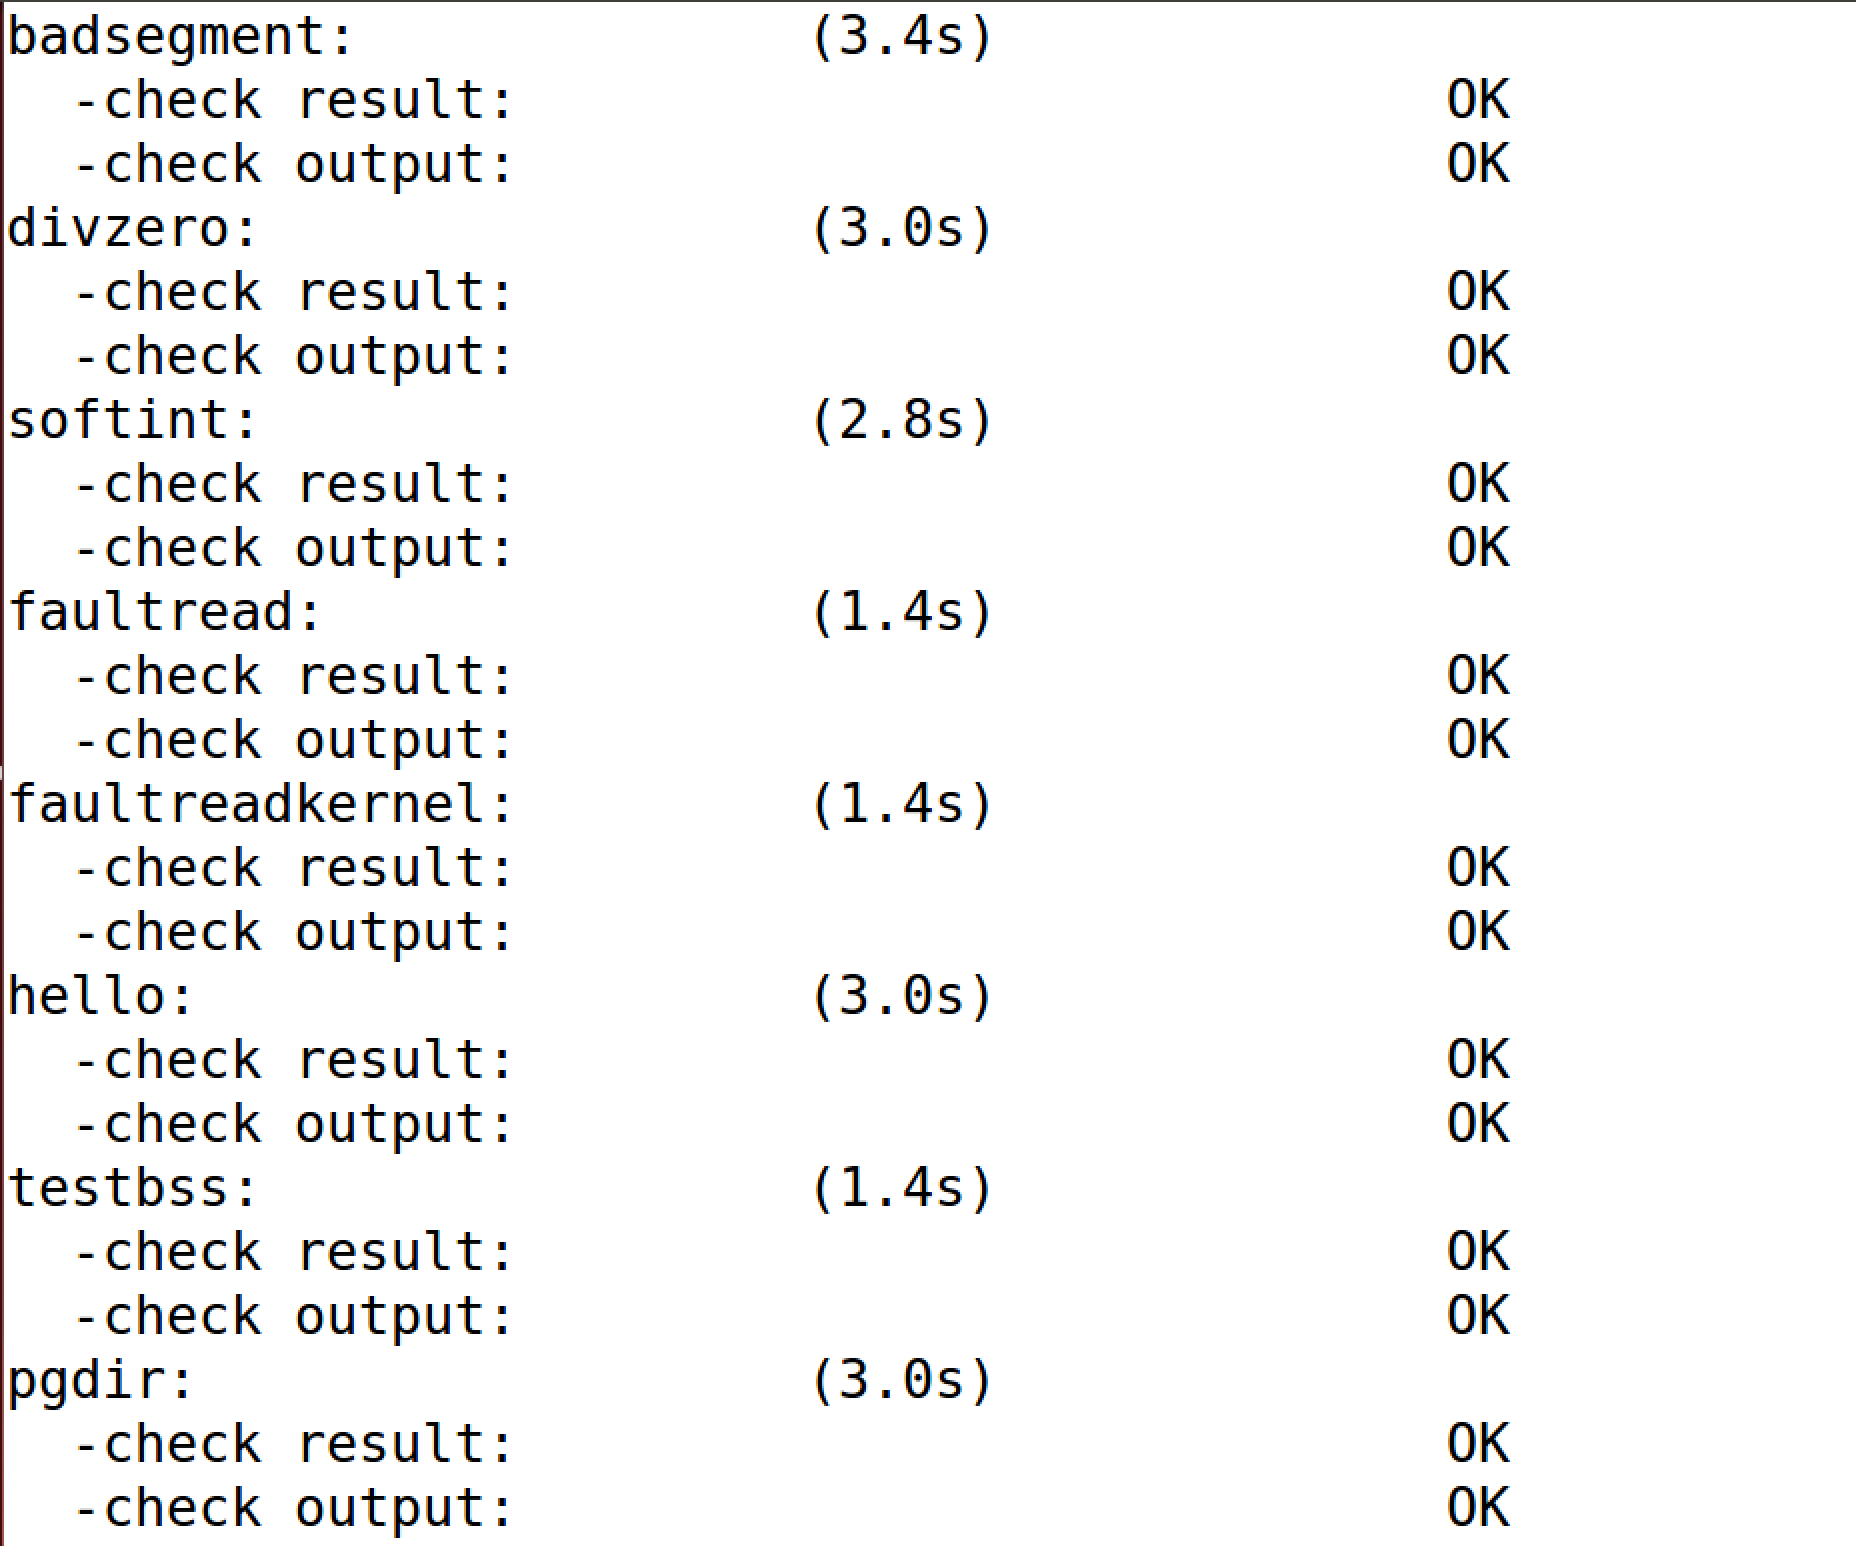 badsegment: (3.4s)
-check result: OK
-check output: OK
divzero: (3.0s)
-check result: OK
-check output: OK
softint: (2.8s)
-check result: OK
-check output: OK
faultread: (1.4s)
-check result: OK
-check output: OK
faultreadkernel: (1.4s)
-check result: OK
-check output: OK
hello: (3.0s)
-check result: OK
-check output: OK
testbss: (1.4s)
-check result: OK
-check output: OK
pgdir: (3.0s)
-check result: OK
-check output: OK